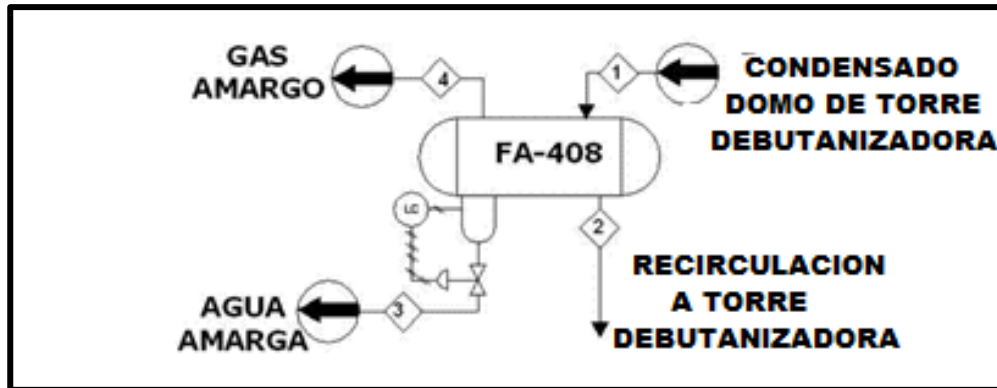 GAS
AMARGO
4
1
CONDENSADO
DOMO DE TORRE
DEBUTANIZADORA
FA-408
LC
2
RECIRCULACION
A TORRE
DEBUTANIZADORA
AGUA
AMARGA
3